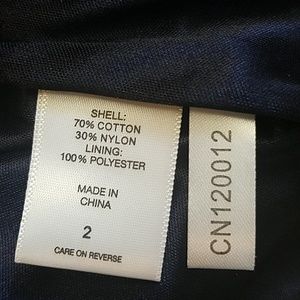 SHELL:
70% COTTON
30% NYLON
LINING:
100% POLYESTER
MADE IN
CHINA
2
CARE ON REVERSE
CN120012